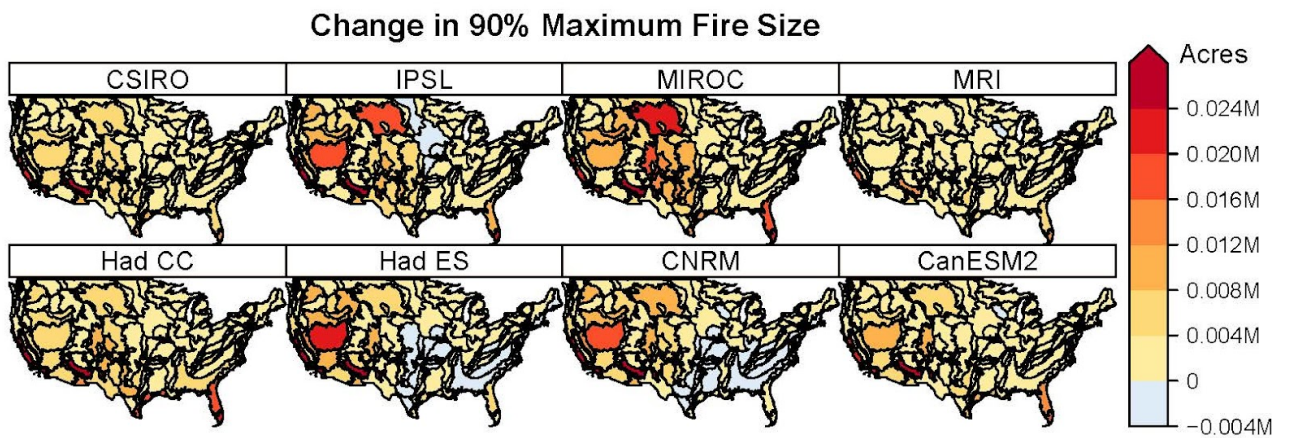 Change in 90% Maximum Fire Size
CSIRO
IPSL
MIROC
MRI
Had CC
Had ES
CNRM
CanESM2
Acres
0.024M
0.020M
0.016M
0.012M
0.008M
0.004M
0
−0.004M